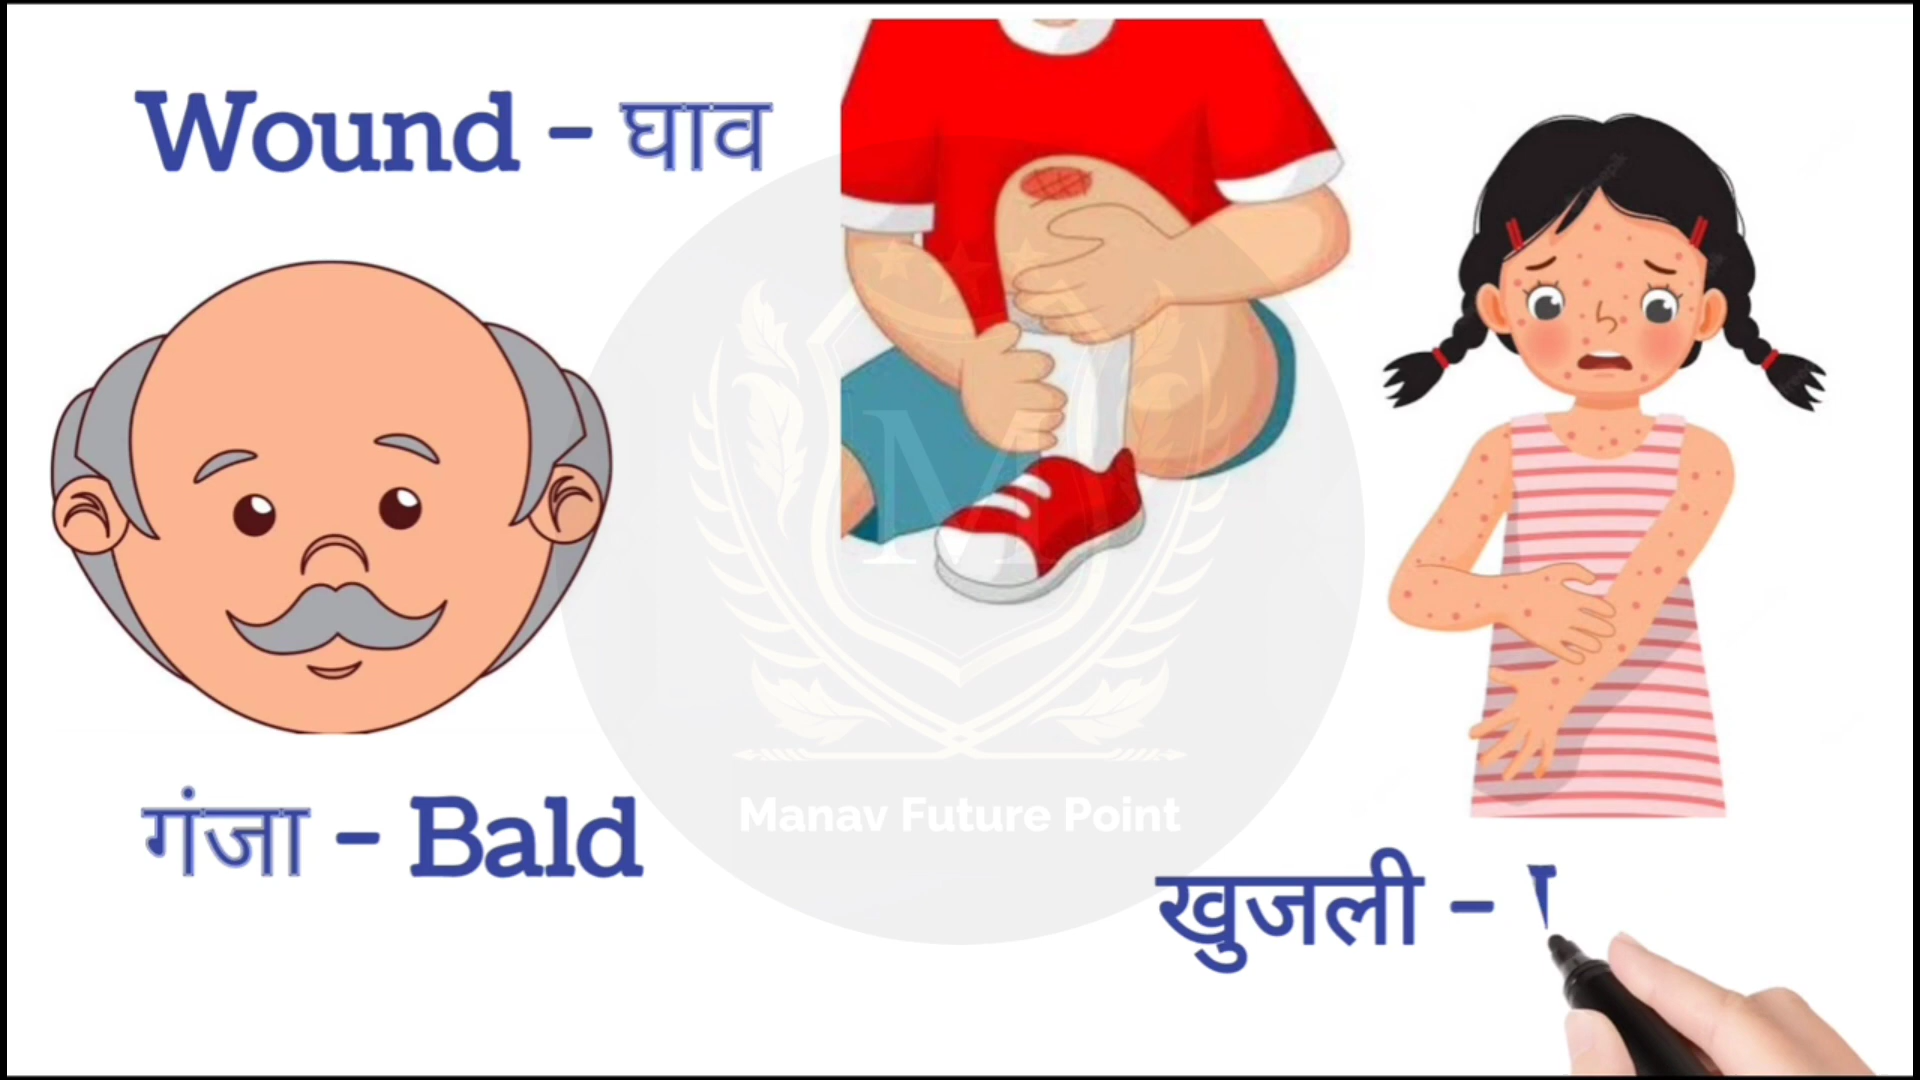 Wound - घाव
गंजा - Bald
Manav Future Point
खुजली -